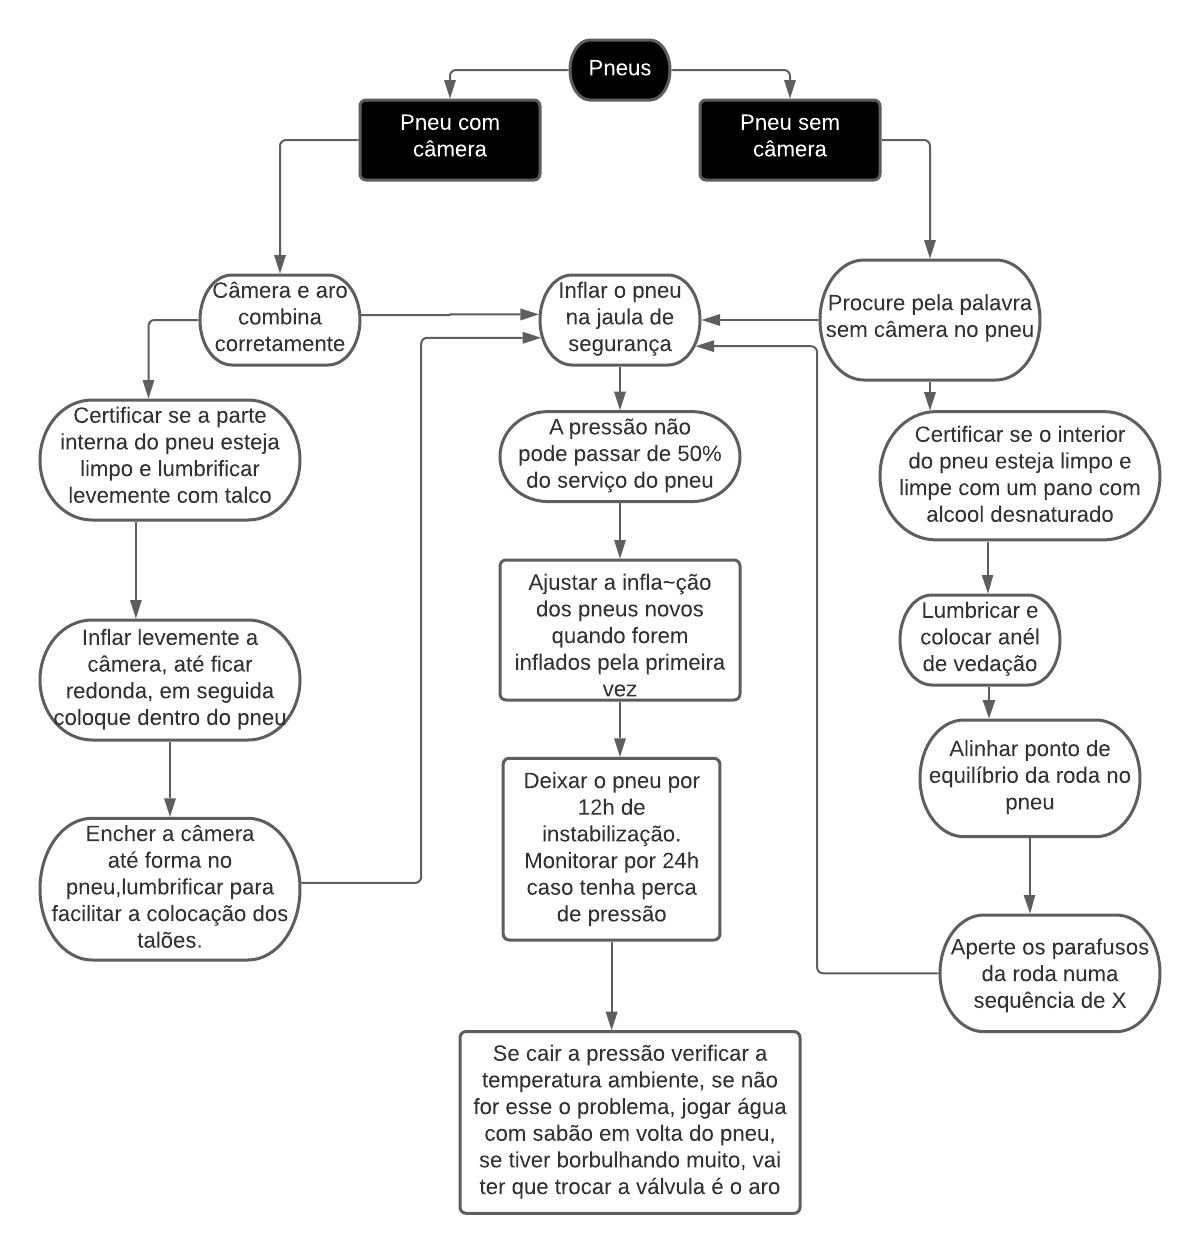 Pneus
Pneu com
câmera
Pneu sem
câmera
Câmera e aro
combina
corretamente
Inflar o pneu
na jaula de
segurança
Procure pela palavra
sem câmera no pneu
Certificar se a parte
interna do pneu esteja
limpo e lumbrificar
levemente com talco
A pressão não
pode passar de 50%
do serviço do pneu
Certificar se o interior
do pneu esteja limpo e
limpe com um pano com
alcool desnaturado
Inflar levemente a
câmera, até ficar
redonda, em seguida
coloque dentro do pneu
Ajustar a infla~ção
dos pneus novos
quando forem
inflados pela primeira
vez
Lumbricar e
colocar anél
de vedação
Alinhar ponto de
equilíbrio da roda no
pneu
Encher a câmera
até forma no
pneu,lumbrificar para
facilitar a colocação dos
talões.
Deixar o pneu por
12h de
instabilização.
Monitorar por 24h
caso tenha perca
de pressão
Aperte os parafusos
da roda numa
sequência de X
Se cair a pressão verificar a
temperatura ambiente, se não
for esse o problema, jogar água
com sabão em volta do pneu,
se tiver borbulhando muito, vai
ter que trocar a válvula é o aro